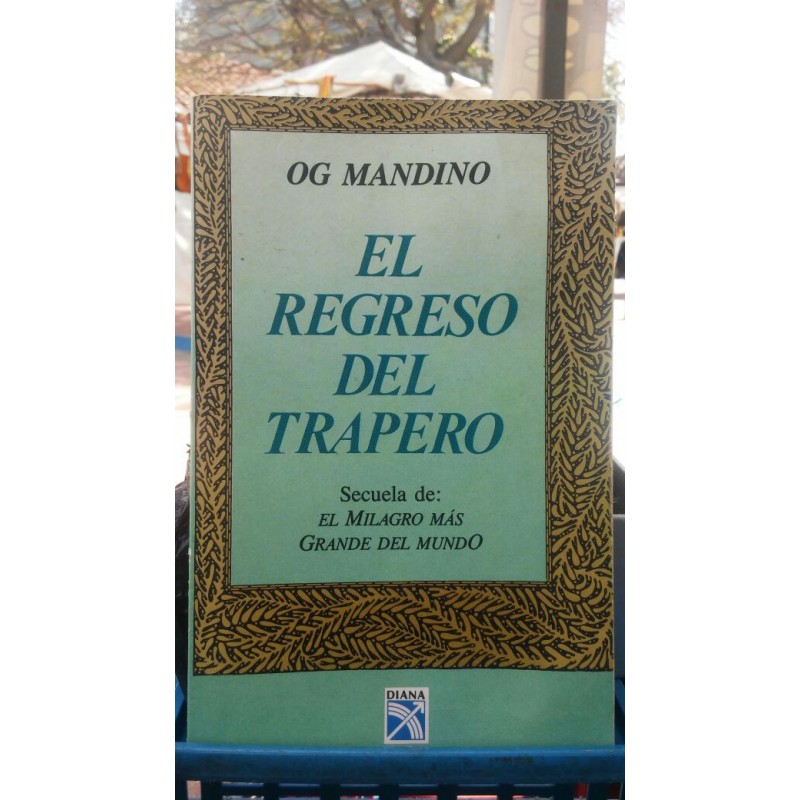 OG MANDINO
EL
REGRESO
DEL
TRAPERO
Secuela de:
EL MILAGRO MÁS
GRANDE DEL MUNDO
DIANA